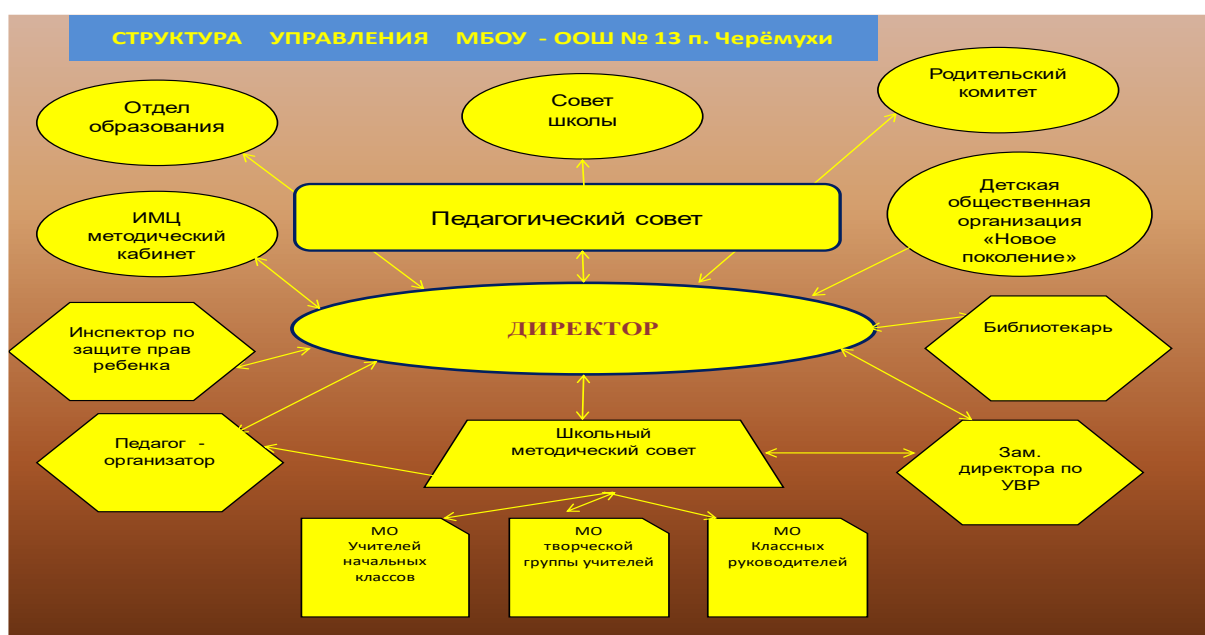 СТРУКТУРА УПРАВЛЕНИЯ МБОУ - ООШ № 13 п. Черёмухи
Отдел
образования
Совет
школы
Родительский
комитет
ИМЦ
методический
кабинет
Педагогический совет
Детская
общественная
организация
«Новое
поколение»
Инспектор по
защите прав
ребенка
ДИРЕКТОР
Библиотекарь
Педагог -
организатор
Школьный
методический совет
Зам.
директора по
УВР
МО
Учителей
начальных
классов
МО
творческой
группы учителей
МО
Классных
руководителей